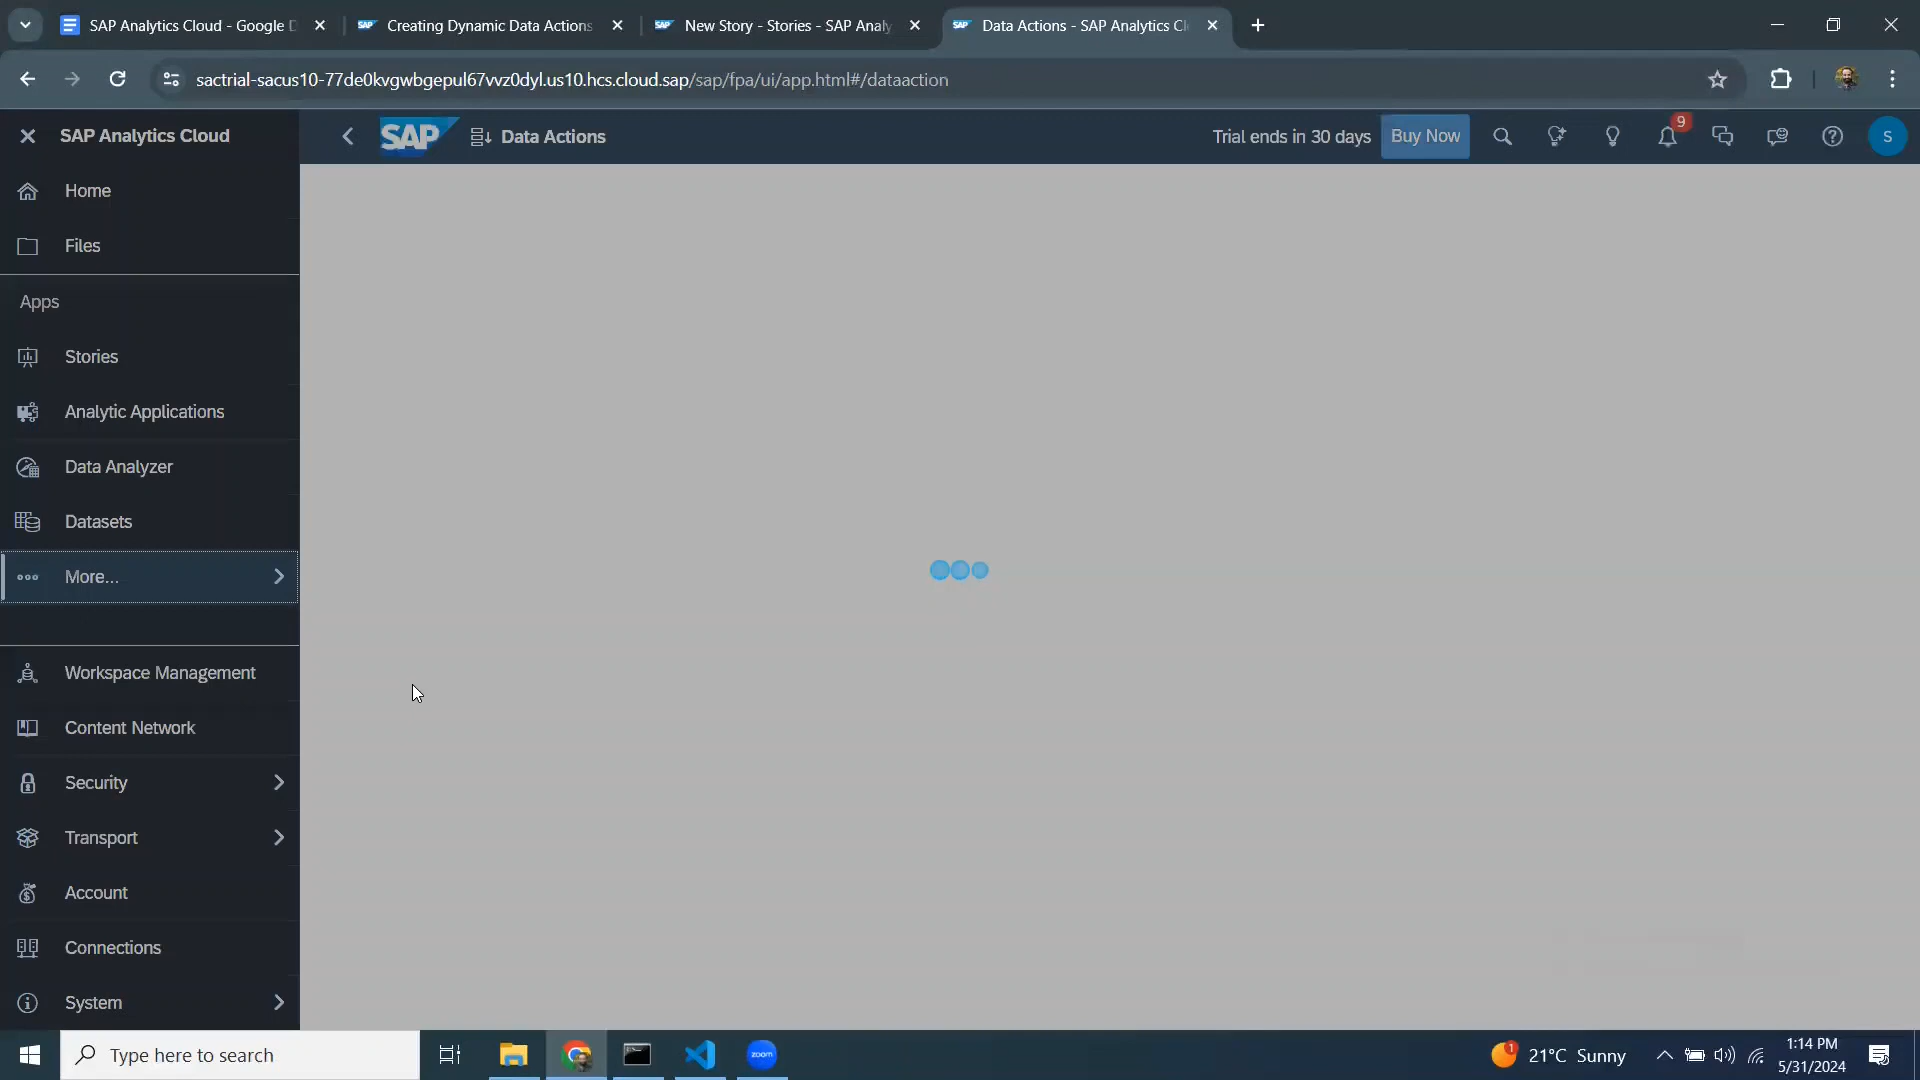 SAP Analytics Cloud - Google D
Creating Dynamic Data Actions
New Story - Stories - SAP Analy
Data Actions - SAP Analytics Cl
sactrial-sacus10-77de0kvgwbgepul67vvz0dyl.us10.hcs.cloud.sap/sap/fpa/ui/app.html#/dataaction
SAP Analytics Cloud
SAP Data Actions
Trial ends in 30 days Buy Now
9
S
Home
Files
Apps
Stories
Analytic Applications
Data Analyzer
Datasets
More...
Workspace Management
Content Network
Security
Transport
Account
Connections
System
Type here to search
zoom
1
21°C Sunny
1:14 PM
5/31/2024